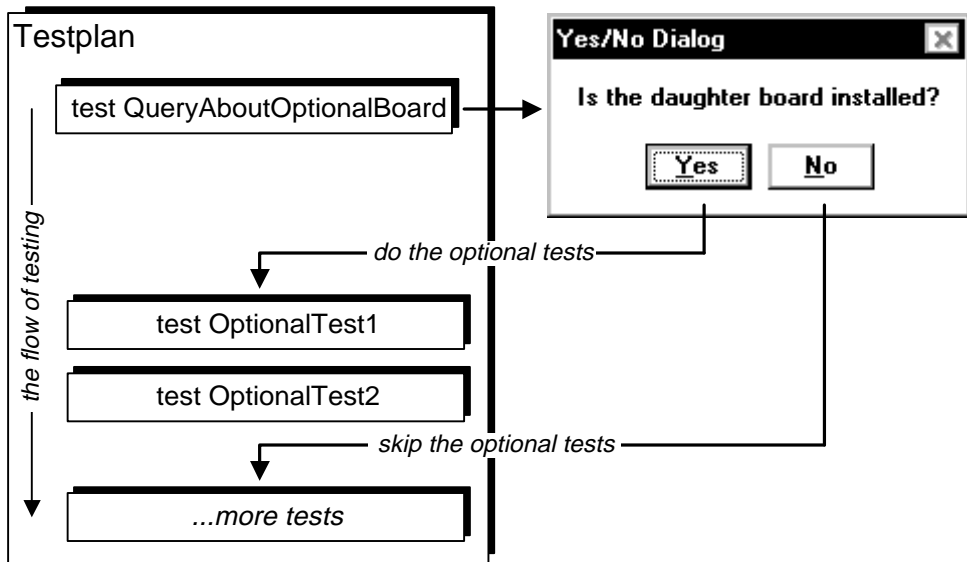 Testplan
test QueryAboutOptionalBoard
Yes/No Dialog
Is the daughter board installed?
Yes
No
do the optional tests
the flow of testing
test OptionalTest1
test OptionalTest2
skip the optional tests
...more tests